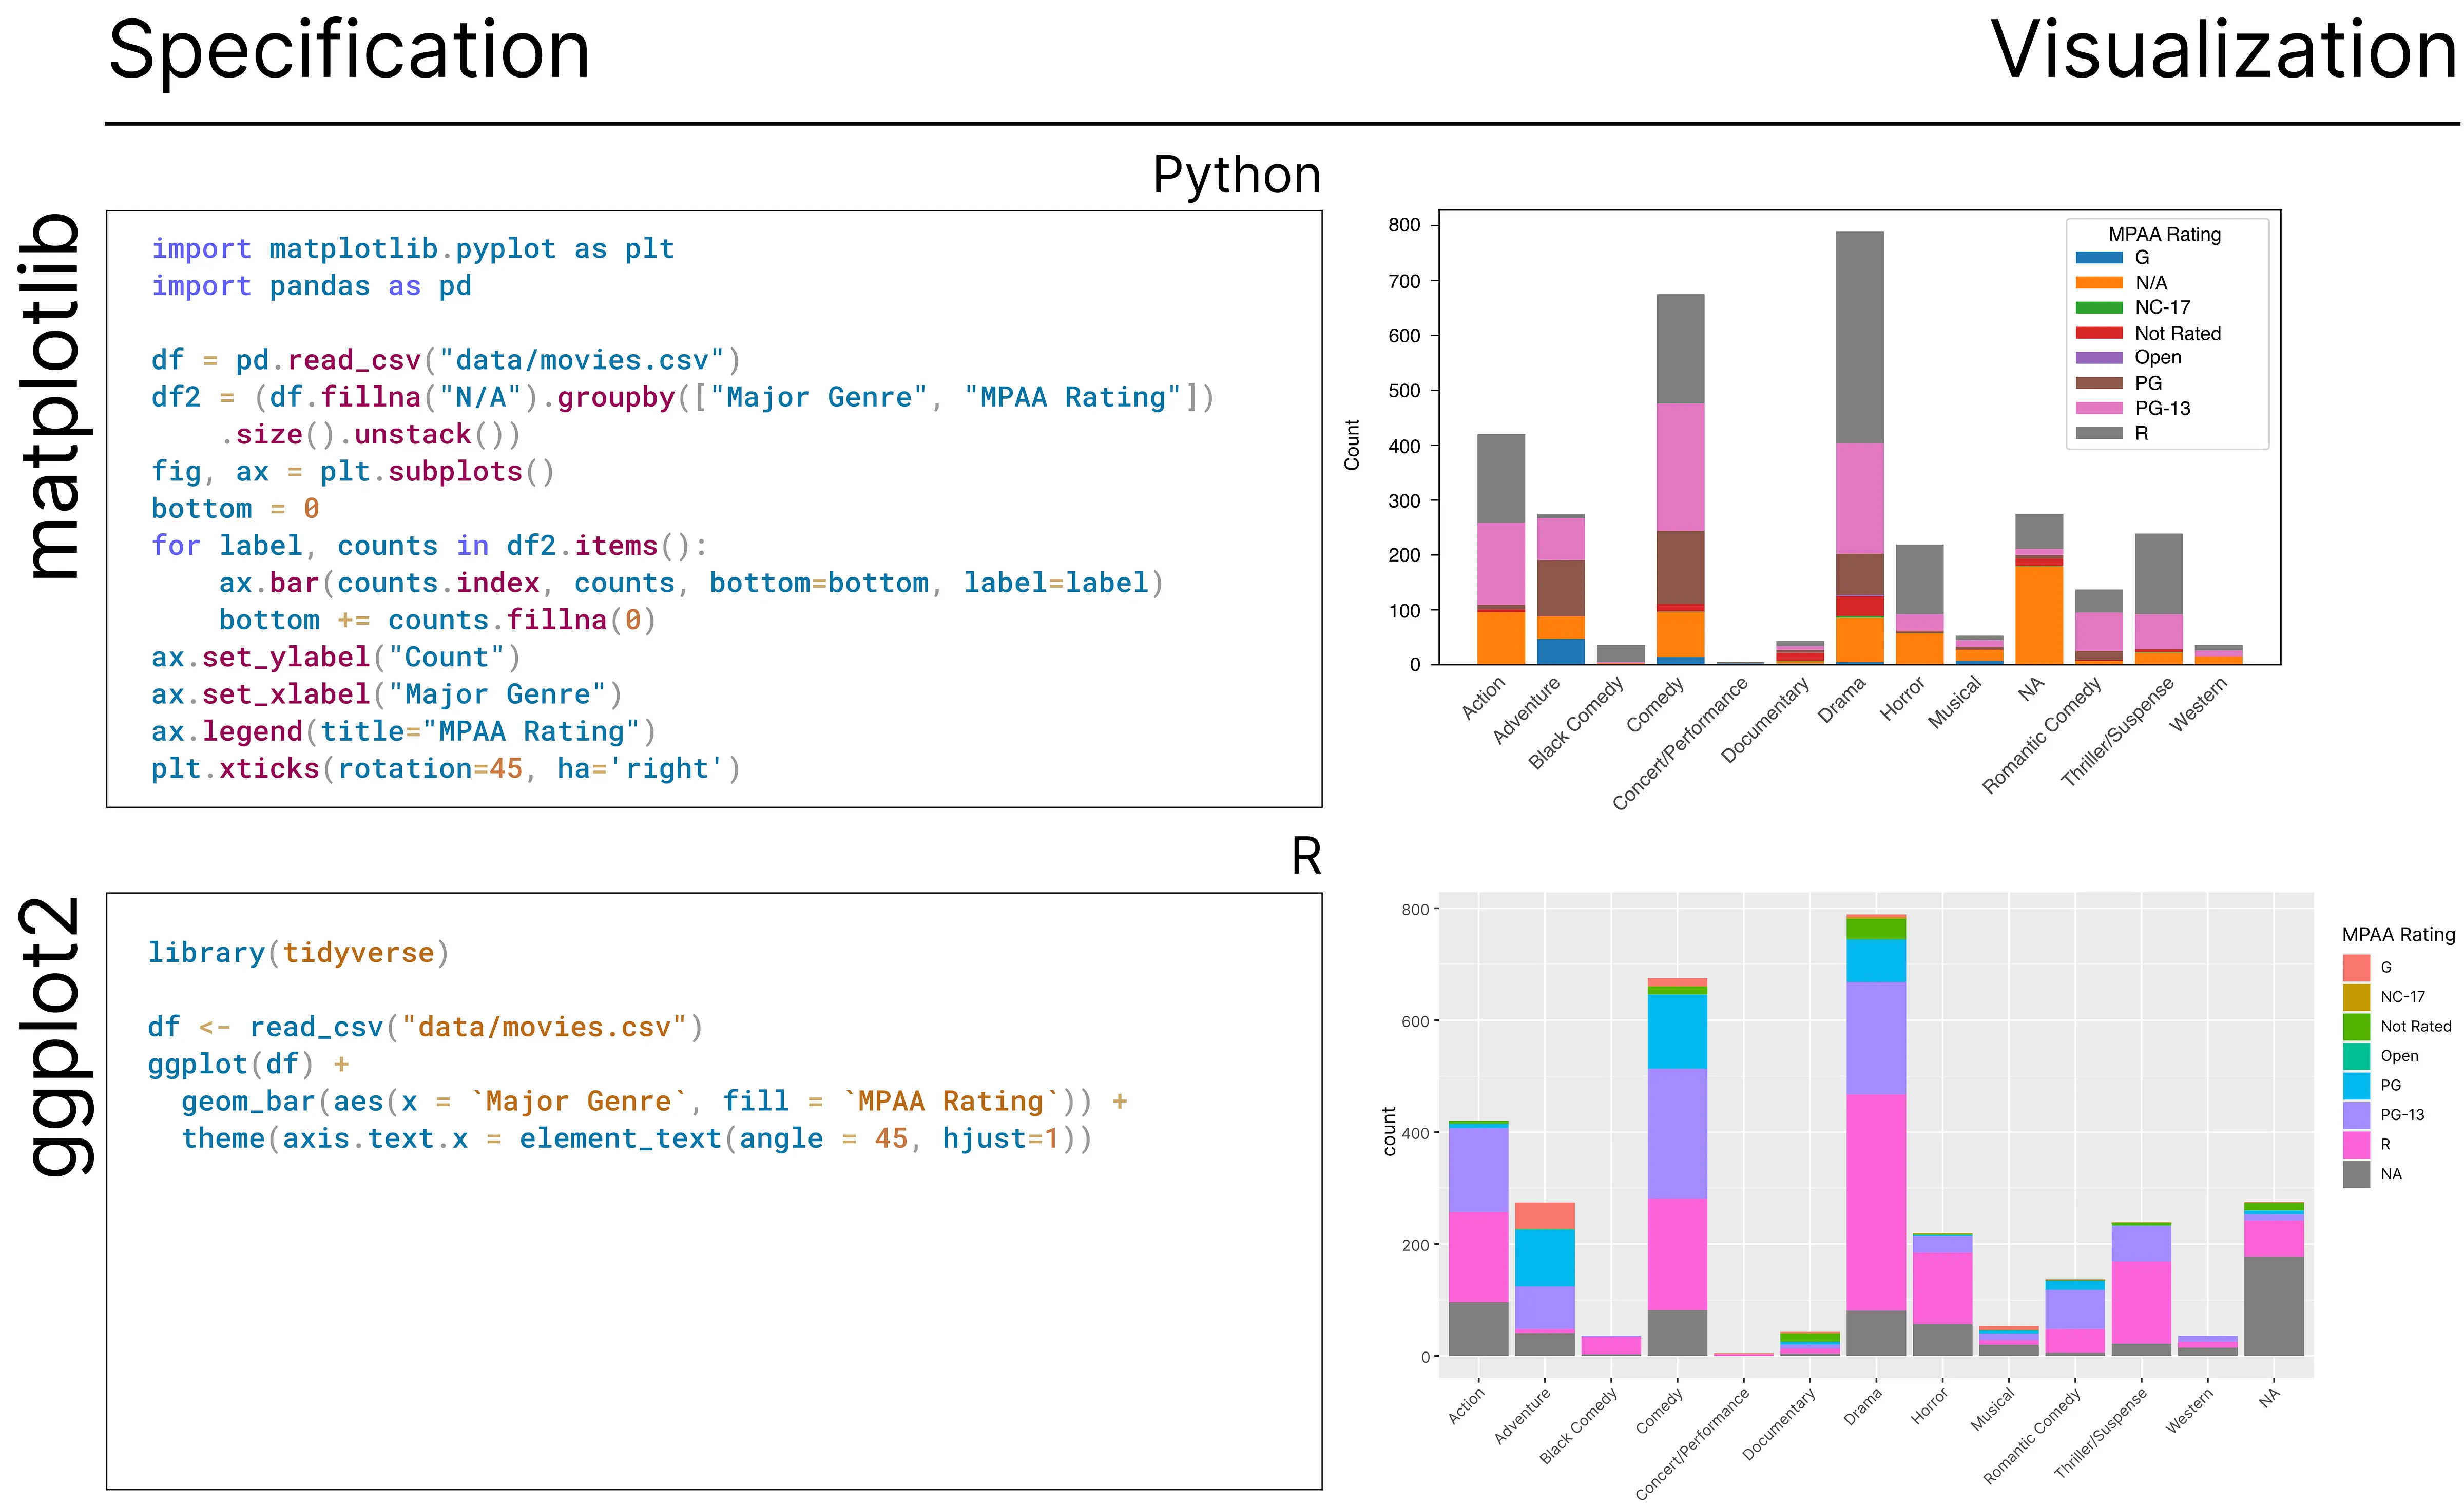 Specification
Visualization
matplotlib
Python
import matplotlib.pyplot as plt
import pandas as pd
df = pd.read_csv("data/movies.csv")
df2 = (df.fillna("N/A").groupby(["Major Genre", "MPAA Rating"])
    .size().unstack())
fig, ax = plt.subplots()
bottom = 0
for label, counts in df2.items():
    ax.bar(counts.index, counts, bottom=bottom, label=label)
    bottom += counts.fillna(0)
ax.set_ylabel("Count")
ax.set_xlabel("Major Genre")
ax.legend(title="MPAA Rating")
plt.xticks(rotation=45, ha='right')
Count
800
700
600
500
400
300
200
100
0
MPAA Rating
G
N/A
NC-17
Not Rated
Open
PG
PG-13
R
Action
Adventure
Black Comedy
Comedy
Concert/Performance
Documentary
Drama
Horror
Musical
NA
Romantic Comedy
Thriller/Suspense
Western
ggplot2
R
library(tidyverse)
df <- read_csv("data/movies.csv")
ggplot(df) +
  geom_bar(aes(x = `Major Genre`, fill = `MPAA Rating`)) +
  theme(axis.text.x = element_text(angle = 45, hjust=1))
count
800
600
400
200
0
Action
Adventure
Black Comedy
Comedy
Concert/Performance
Documentary
Drama
Horror
Musical
Romantic Comedy
Thriller/Suspense
Western
NA
MPAA Rating
G
NC-17
Not Rated
Open
PG
PG-13
R
NA